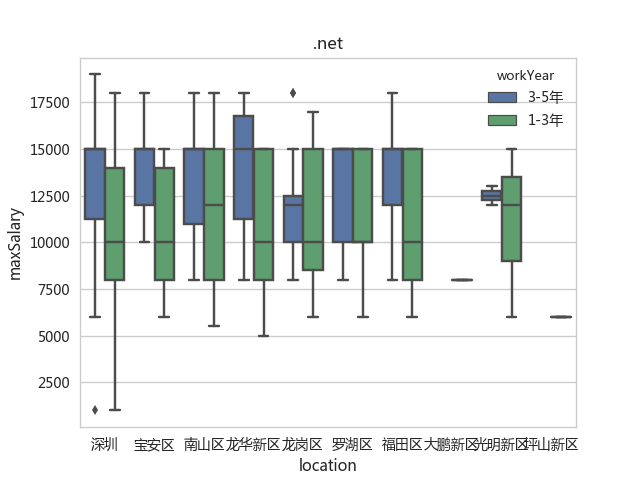 .net
workYear
3-5年
1-3年
maxSalary
17500
15000
12500
10000
7500
5000
2500
深圳 宝安区 南山区 龙华新区 龙岗区 罗湖区 福田区 大鹏新区 光明新区 坪山新区
location